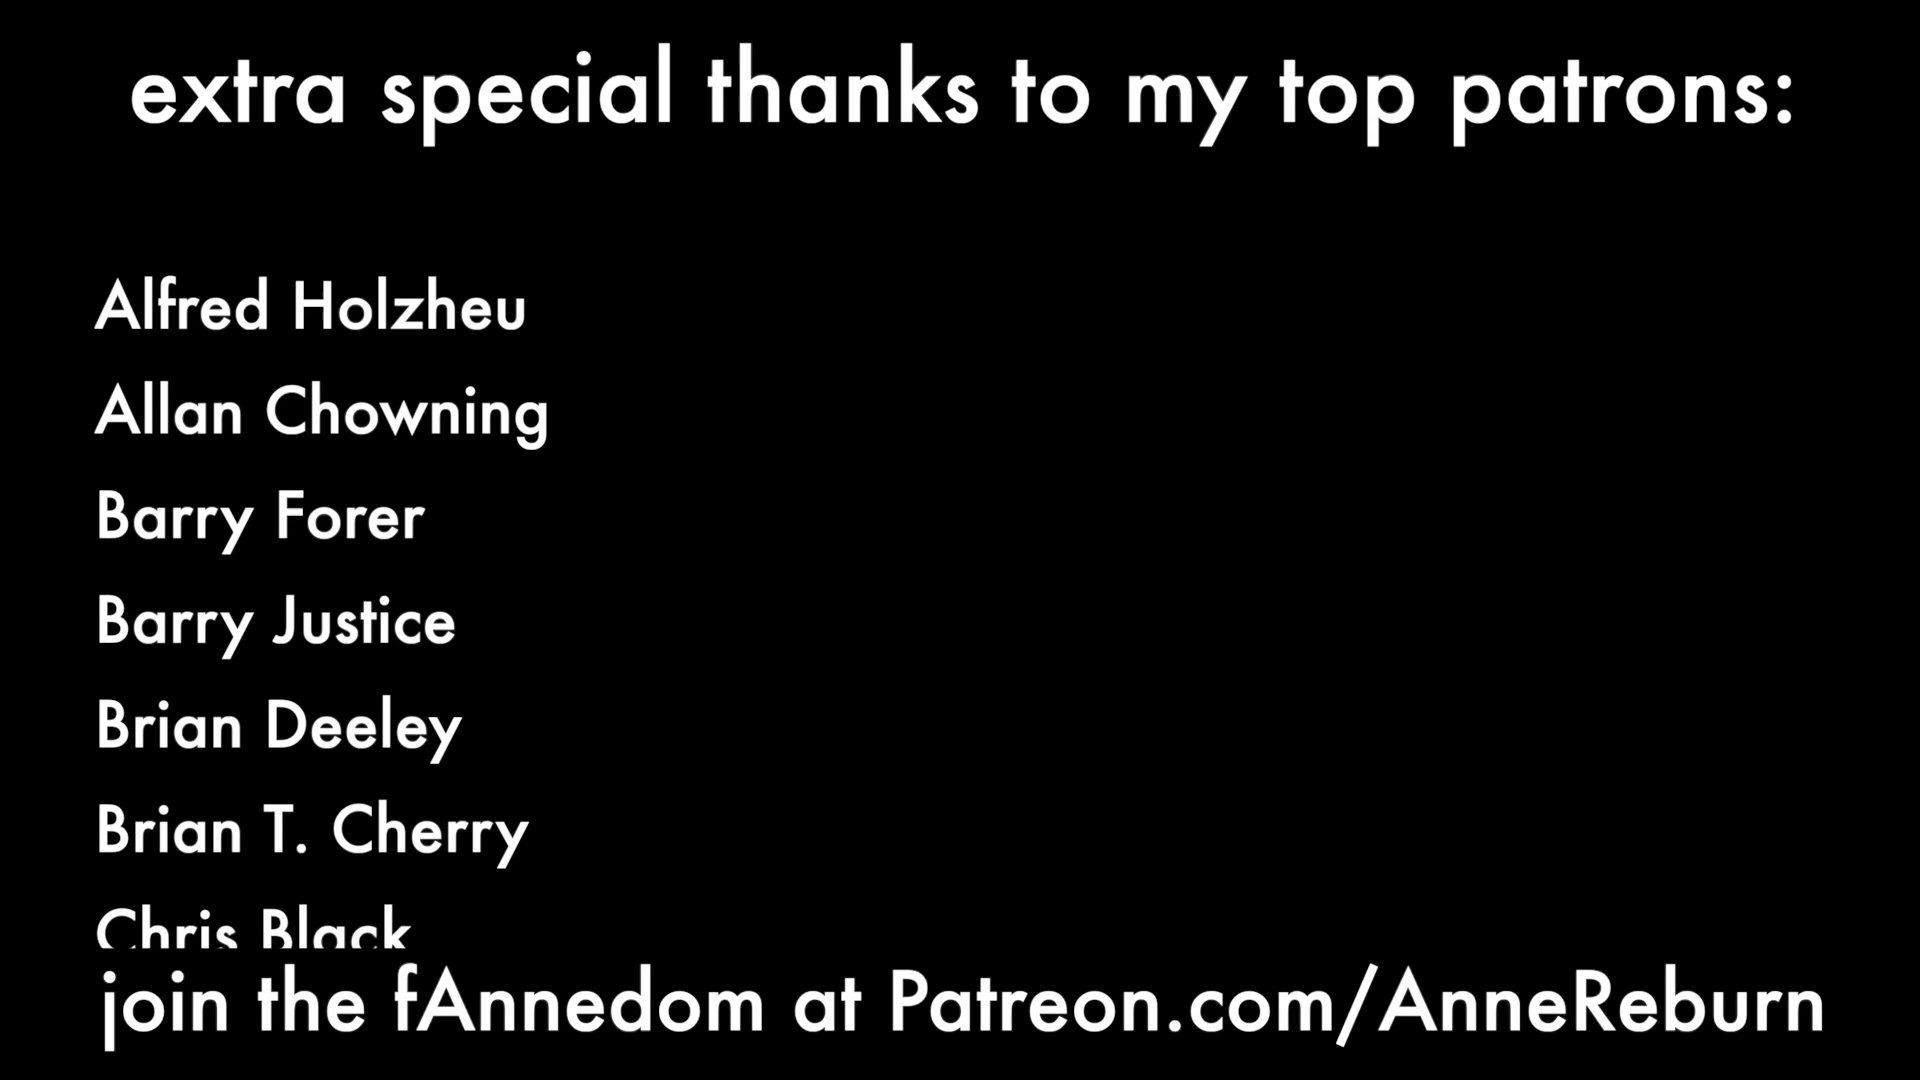 extra special thanks to my top patrons:
Alfred Holzheu
Allan Chowning
Barry Forer
Barry Justice
Brian Deeley
Brian T. Cherry
Chris Black
join the fAnnedom at Patreon.com/AnneReburn